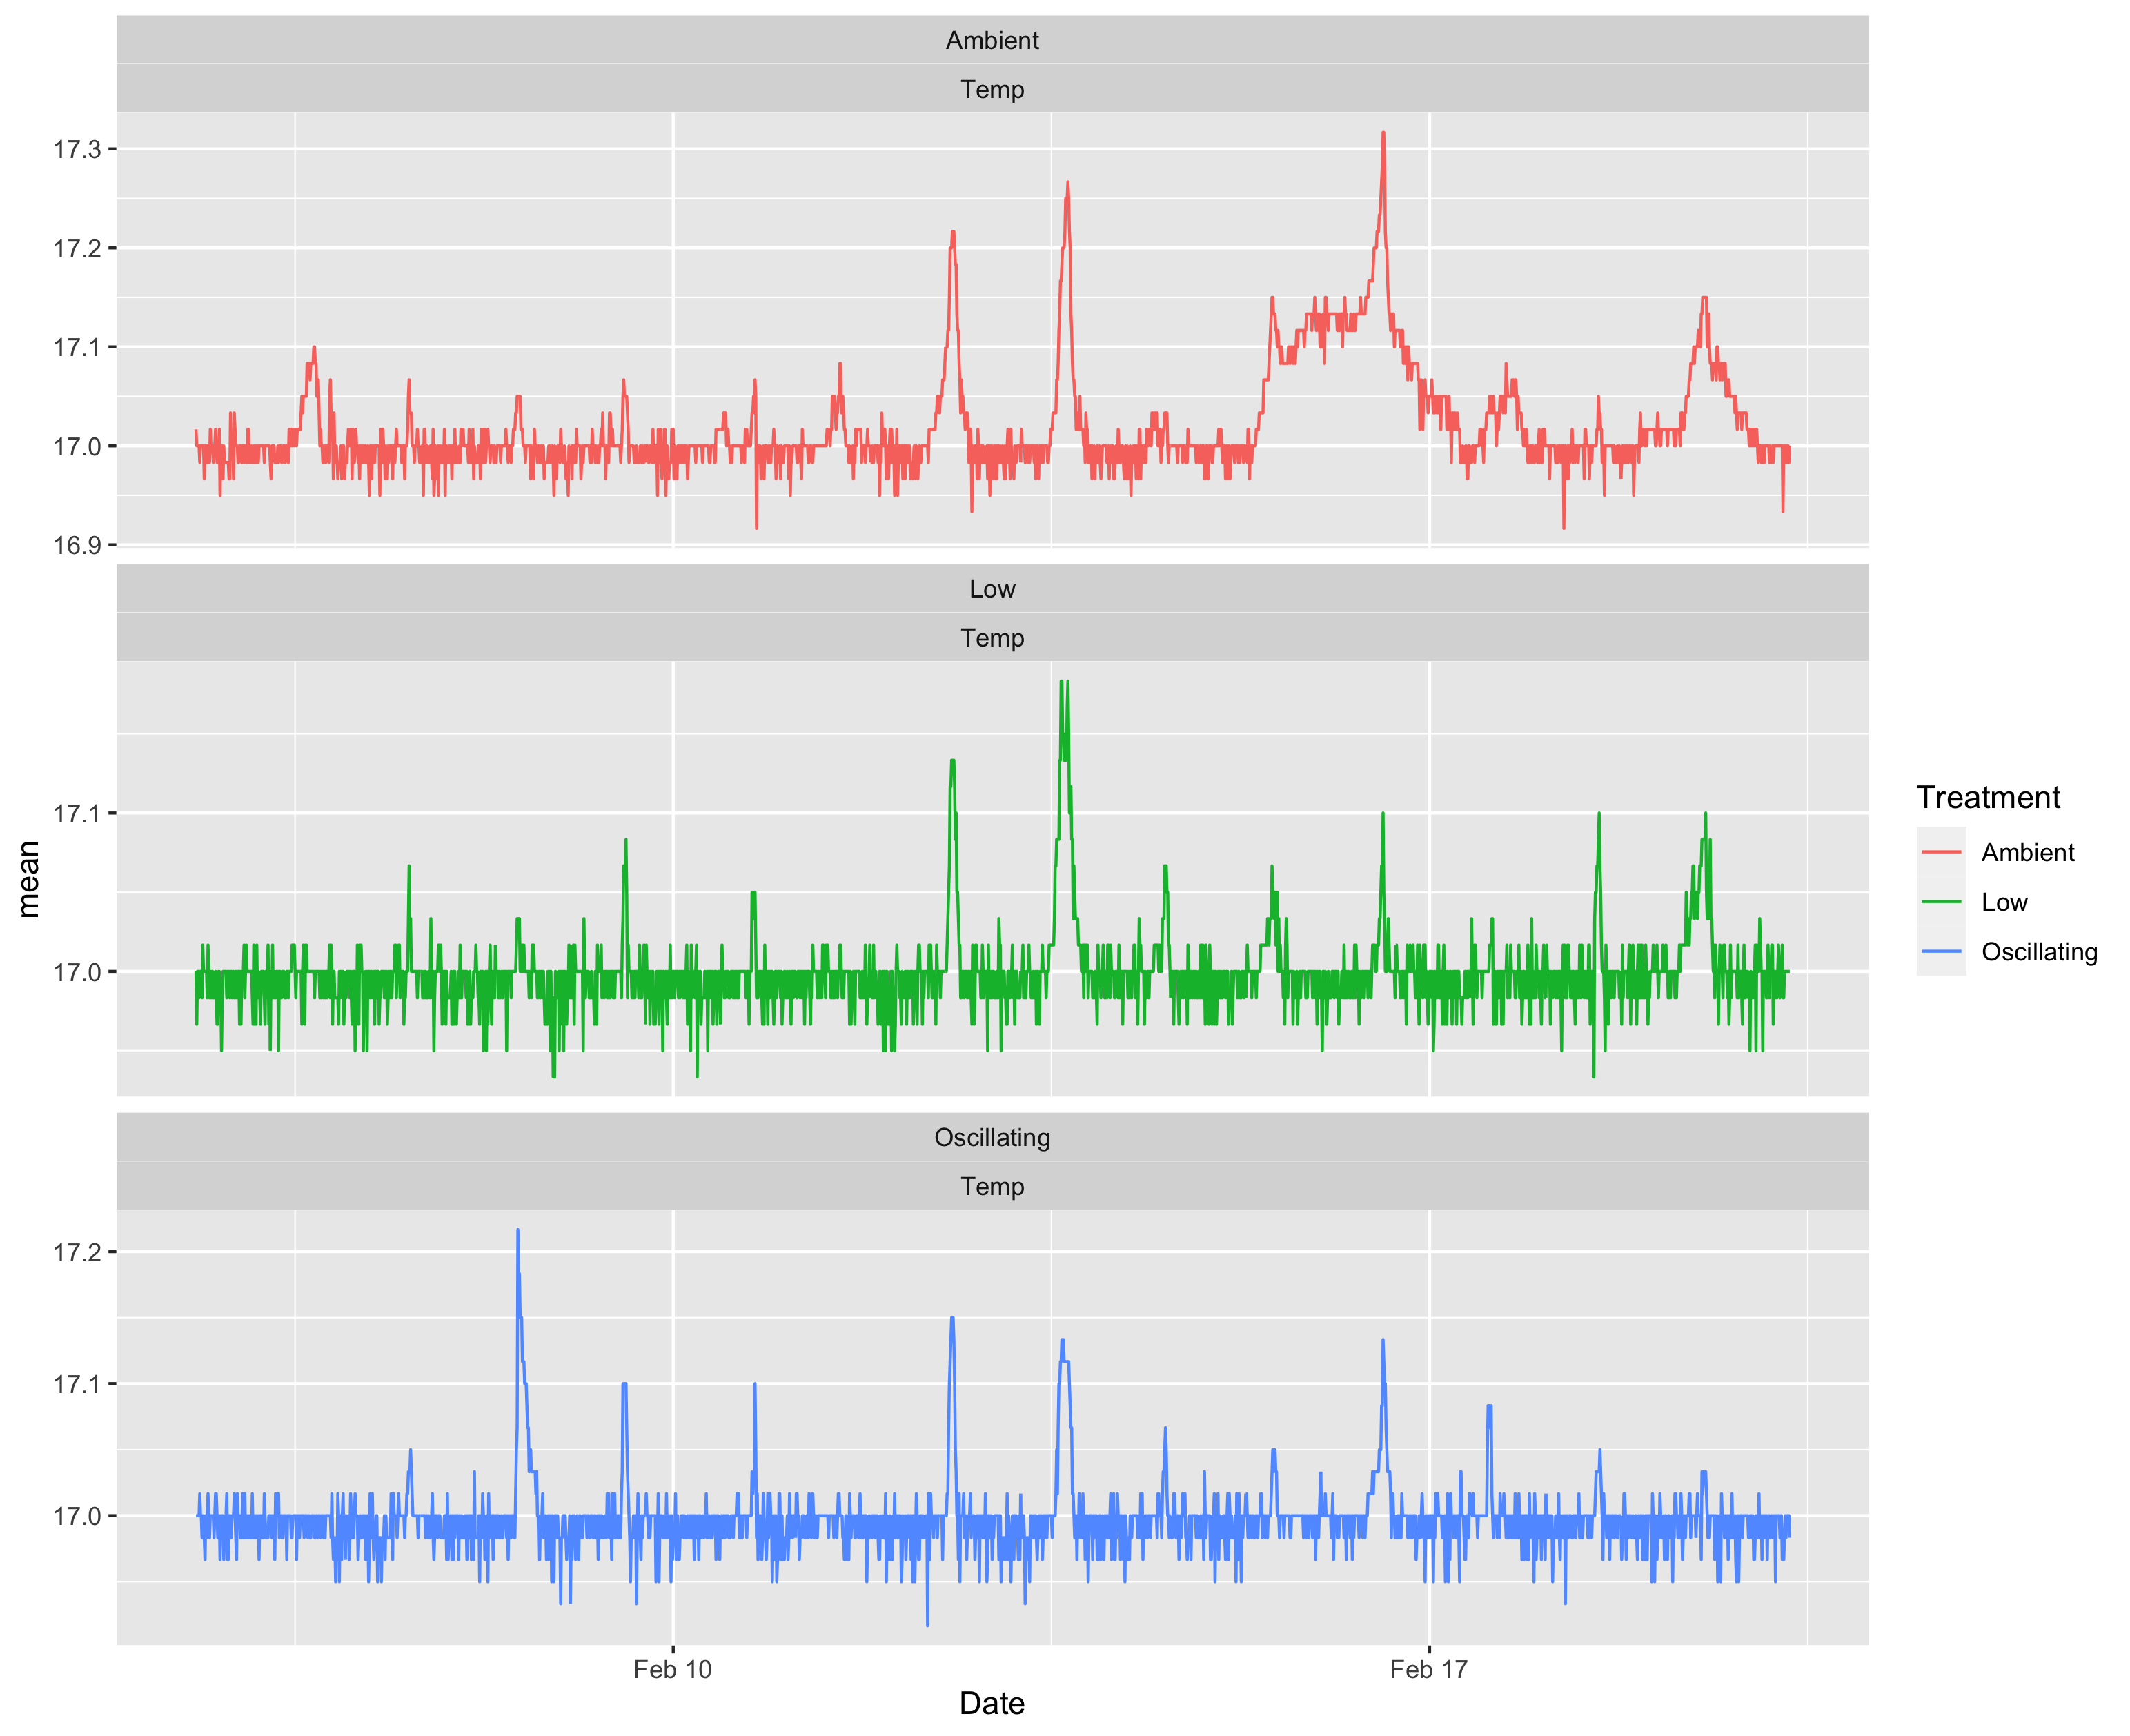 Ambient
Temp
17.3
17.2
17.1
17.0
16.9
Low
Temp
17.1
17.0
Oscillating
Temp
17.2
17.1
17.0
Feb 10
Feb 17
Date
mean
Treatment
Ambient
Low
Oscillating